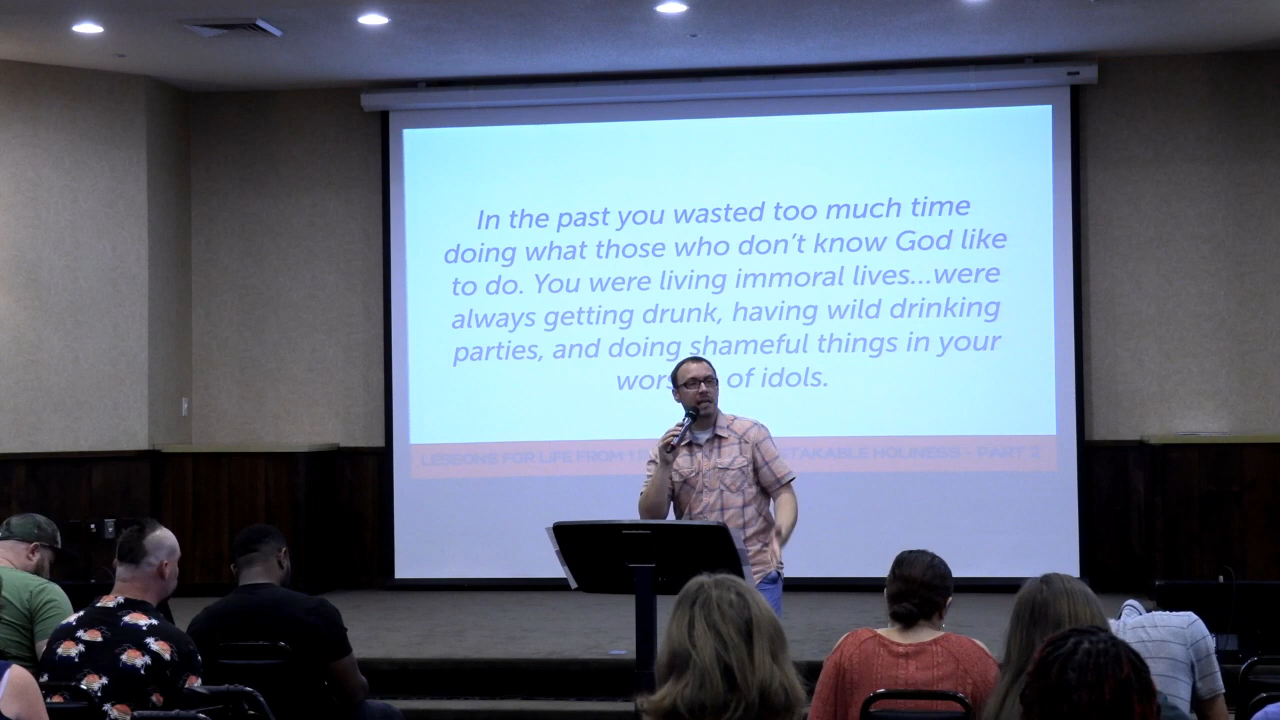 In the past you wasted too much time
doing what those who don't know God like
to do. You were living immoral lives...were
always getting drunk, having wild drinking
parties, and doing shameful things in your
of idols.
LESSONS FOR LIFE FROM 1 HOLINESS - PART 2